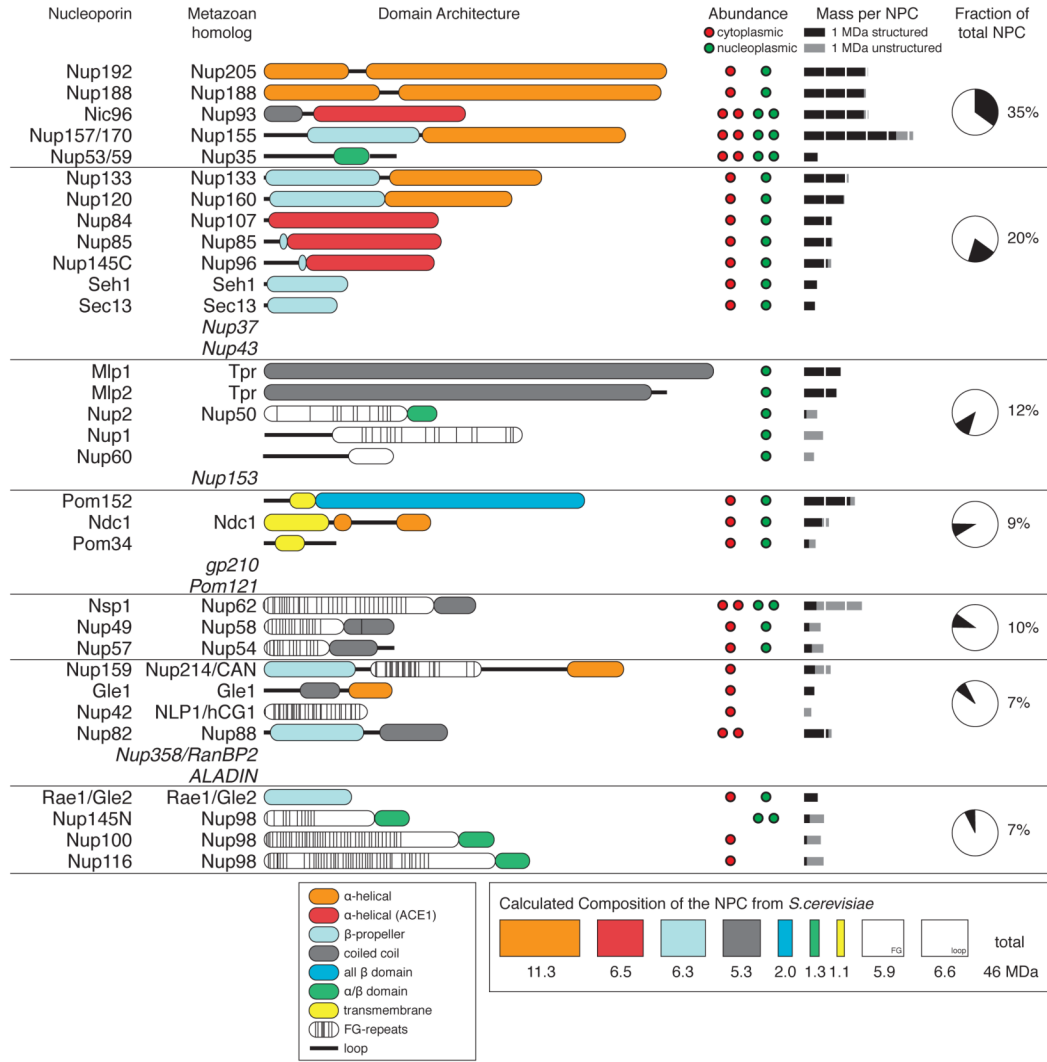 Nucleoporin Metazoan homolog Domain Architecture Abundance Mass per NPC Fraction of total NPC
cytoplasmic 1 MDa structured
nucleoplasmic 1 MDa unstructured
Nup192 Nup205
Nup188 Nup188
Nic96 Nup93 35%
Nup157/170 Nup155
Nup53/59 Nup35
Nup133 Nup133
Nup120 Nup160
Nup84 Nup107
Nup85 Nup85 20%
Nup145C Nup96
Seh1 Seh1
Sec13 Sec13
Nup37
Nup43
Mlp1 Tpr
Mlp2 Tpr
Nup2 Nup50 12%
Nup1
Nup60
Nup153
Pom152
Ndc1 Ndc1 9%
Pom34
gp210
Pom121
Nsp1 Nup62
Nup49 Nup58 10%
Nup57 Nup54
Nup159 Nup214/CAN
Gle1 Gle1 7%
Nup42 NLP1/hCG1
Nup82 Nup88
Nup358/RanBP2
ALADIN
Rae1/Gle2 Rae1/Gle2
Nup145N Nup98 7%
Nup100 Nup98
Nup116 Nup98
α-helical
α-helical (ACE1)
β-propeller
coiled coil
all β domain
α/β domain
transmembrane
FG-repeats
loop
Calculated Composition of the NPC from S.cerevisiae
FG loop total
11.3 6.5 6.3 5.3 2.0 1.3 1.1 5.9 6.6 46 MDa